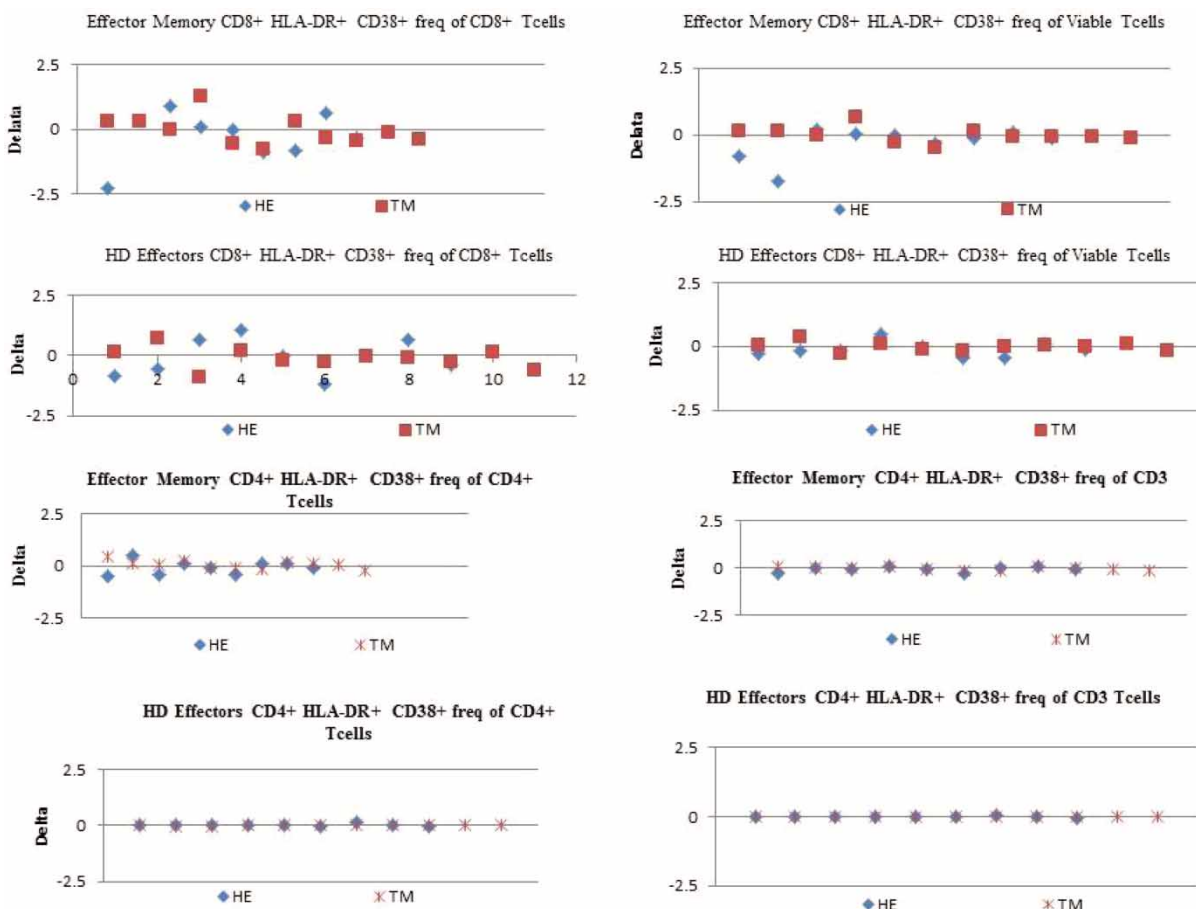 Effector Memory CD8+ HLA-DR+ CD38+ freq of CD8+ Tcells
2.5
0
-2.5
Delata
HE
TM
Effector Memory CD8+ HLA-DR+ CD38+ freq of Viable Tcells
2.5
0
-2.5
Delata
HE
TM
HD Effectors CD8+ HLA-DR+ CD38+ freq of CD8+ Tcells
2.5
0
-2.5
Delta
0 2 4 6 8 10 12
HE
TM
HD Effectors CD8+ HLA-DR+ CD38+ freq of Viable Tcells
2.5
0
-2.5
Delta
HE
TM
Effector Memory CD4+ HLA-DR+ CD38+ freq of CD4+
Tcells
2.5
0
-2.5
Delta
HE
TM
Effector Memory CD4+ HLA-DR+ CD38+ freq of CD3
2.5
0
-2.5
Delta
HE
TM
HD Effectors CD4+ HLA-DR+ CD38+ freq of CD4+
Tcells
2.5
0
-2.5
Delta
HE
TM
HD Effectors CD4+ HLA-DR+ CD38+ freq of CD3 Tcells
2.5
0
-2.5
Delta
HE
TM